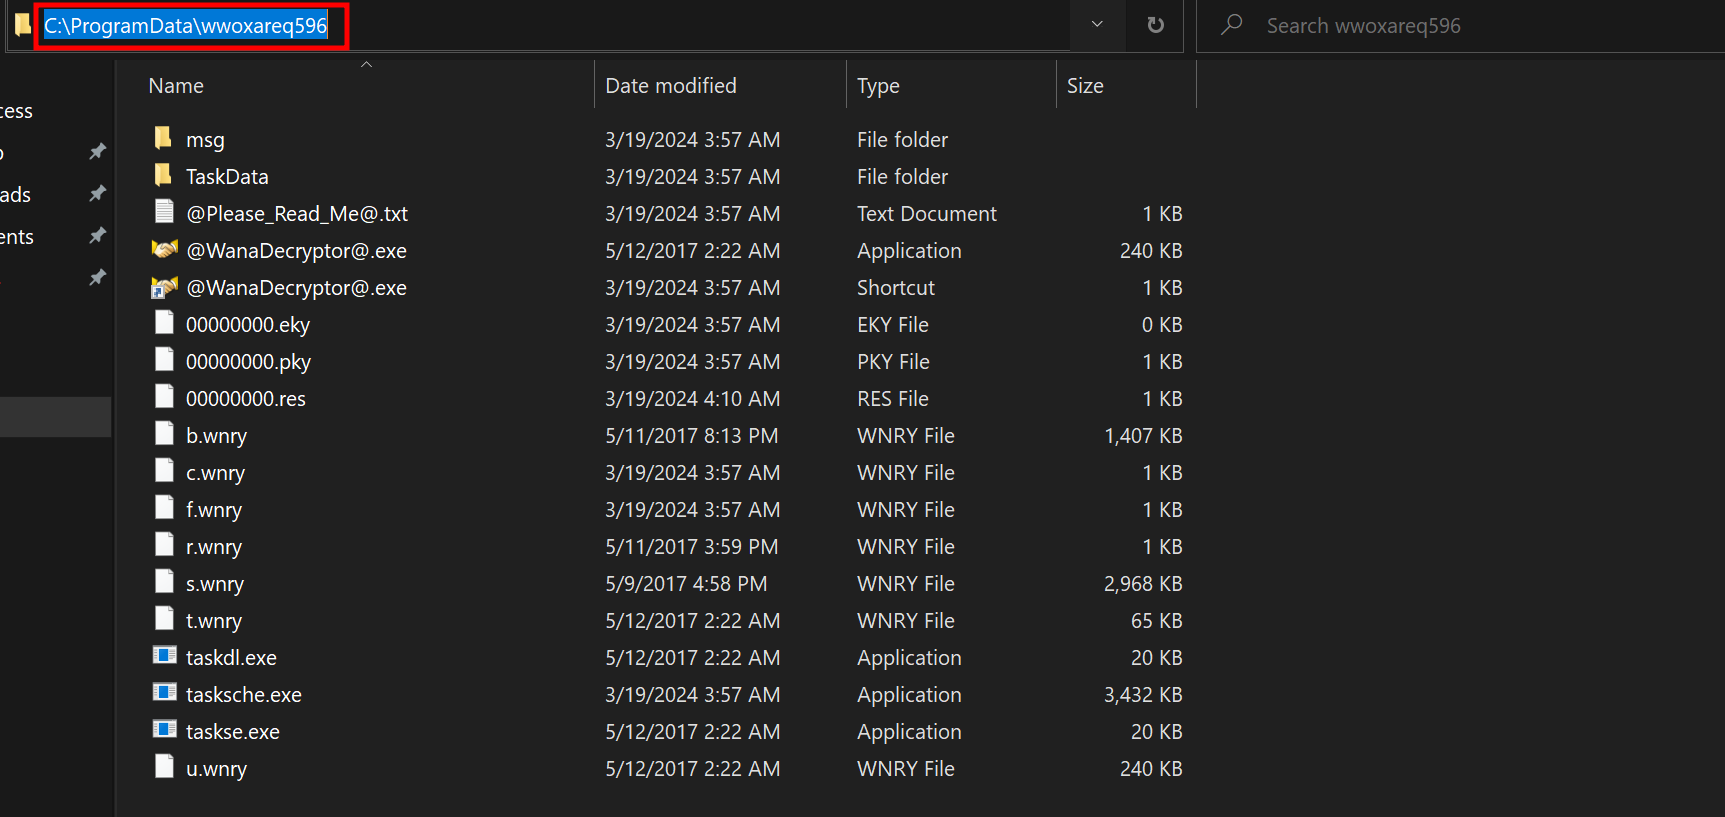 C:\ProgramData\wwoxareq596
Search wwoxareq596
Name Date modified Type Size
cess
ads
ents
msg 3/19/2024 3:57 AM File folder
TaskData 3/19/2024 3:57 AM File folder
@Please_Read_Me@.txt 3/19/2024 3:57 AM Text Document 1 KB
@WanaDecryptor@.exe 5/12/2017 2:22 AM Application 240 KB
@WanaDecryptor@.exe 3/19/2024 3:57 AM Shortcut 1 KB
00000000.eky 3/19/2024 3:57 AM EKY File 0 KB
00000000.pky 3/19/2024 3:57 AM PKY File 1 KB
00000000.res 3/19/2024 4:10 AM RES File 1 KB
b.wnry 5/11/2017 8:13 PM WNRY File 1,407 KB
c.wnry 3/19/2024 3:57 AM WNRY File 1 KB
f.wnry 3/19/2024 3:57 AM WNRY File 1 KB
r.wnry 5/11/2017 3:59 PM WNRY File 1 KB
s.wnry 5/9/2017 4:58 PM WNRY File 2,968 KB
t.wnry 5/12/2017 2:22 AM WNRY File 65 KB
taskdl.exe 5/12/2017 2:22 AM Application 20 KB
tasksche.exe 3/19/2024 3:57 AM Application 3,432 KB
taskse.exe 5/12/2017 2:22 AM Application 20 KB
u.wnry 5/12/2017 2:22 AM WNRY File 240 KB